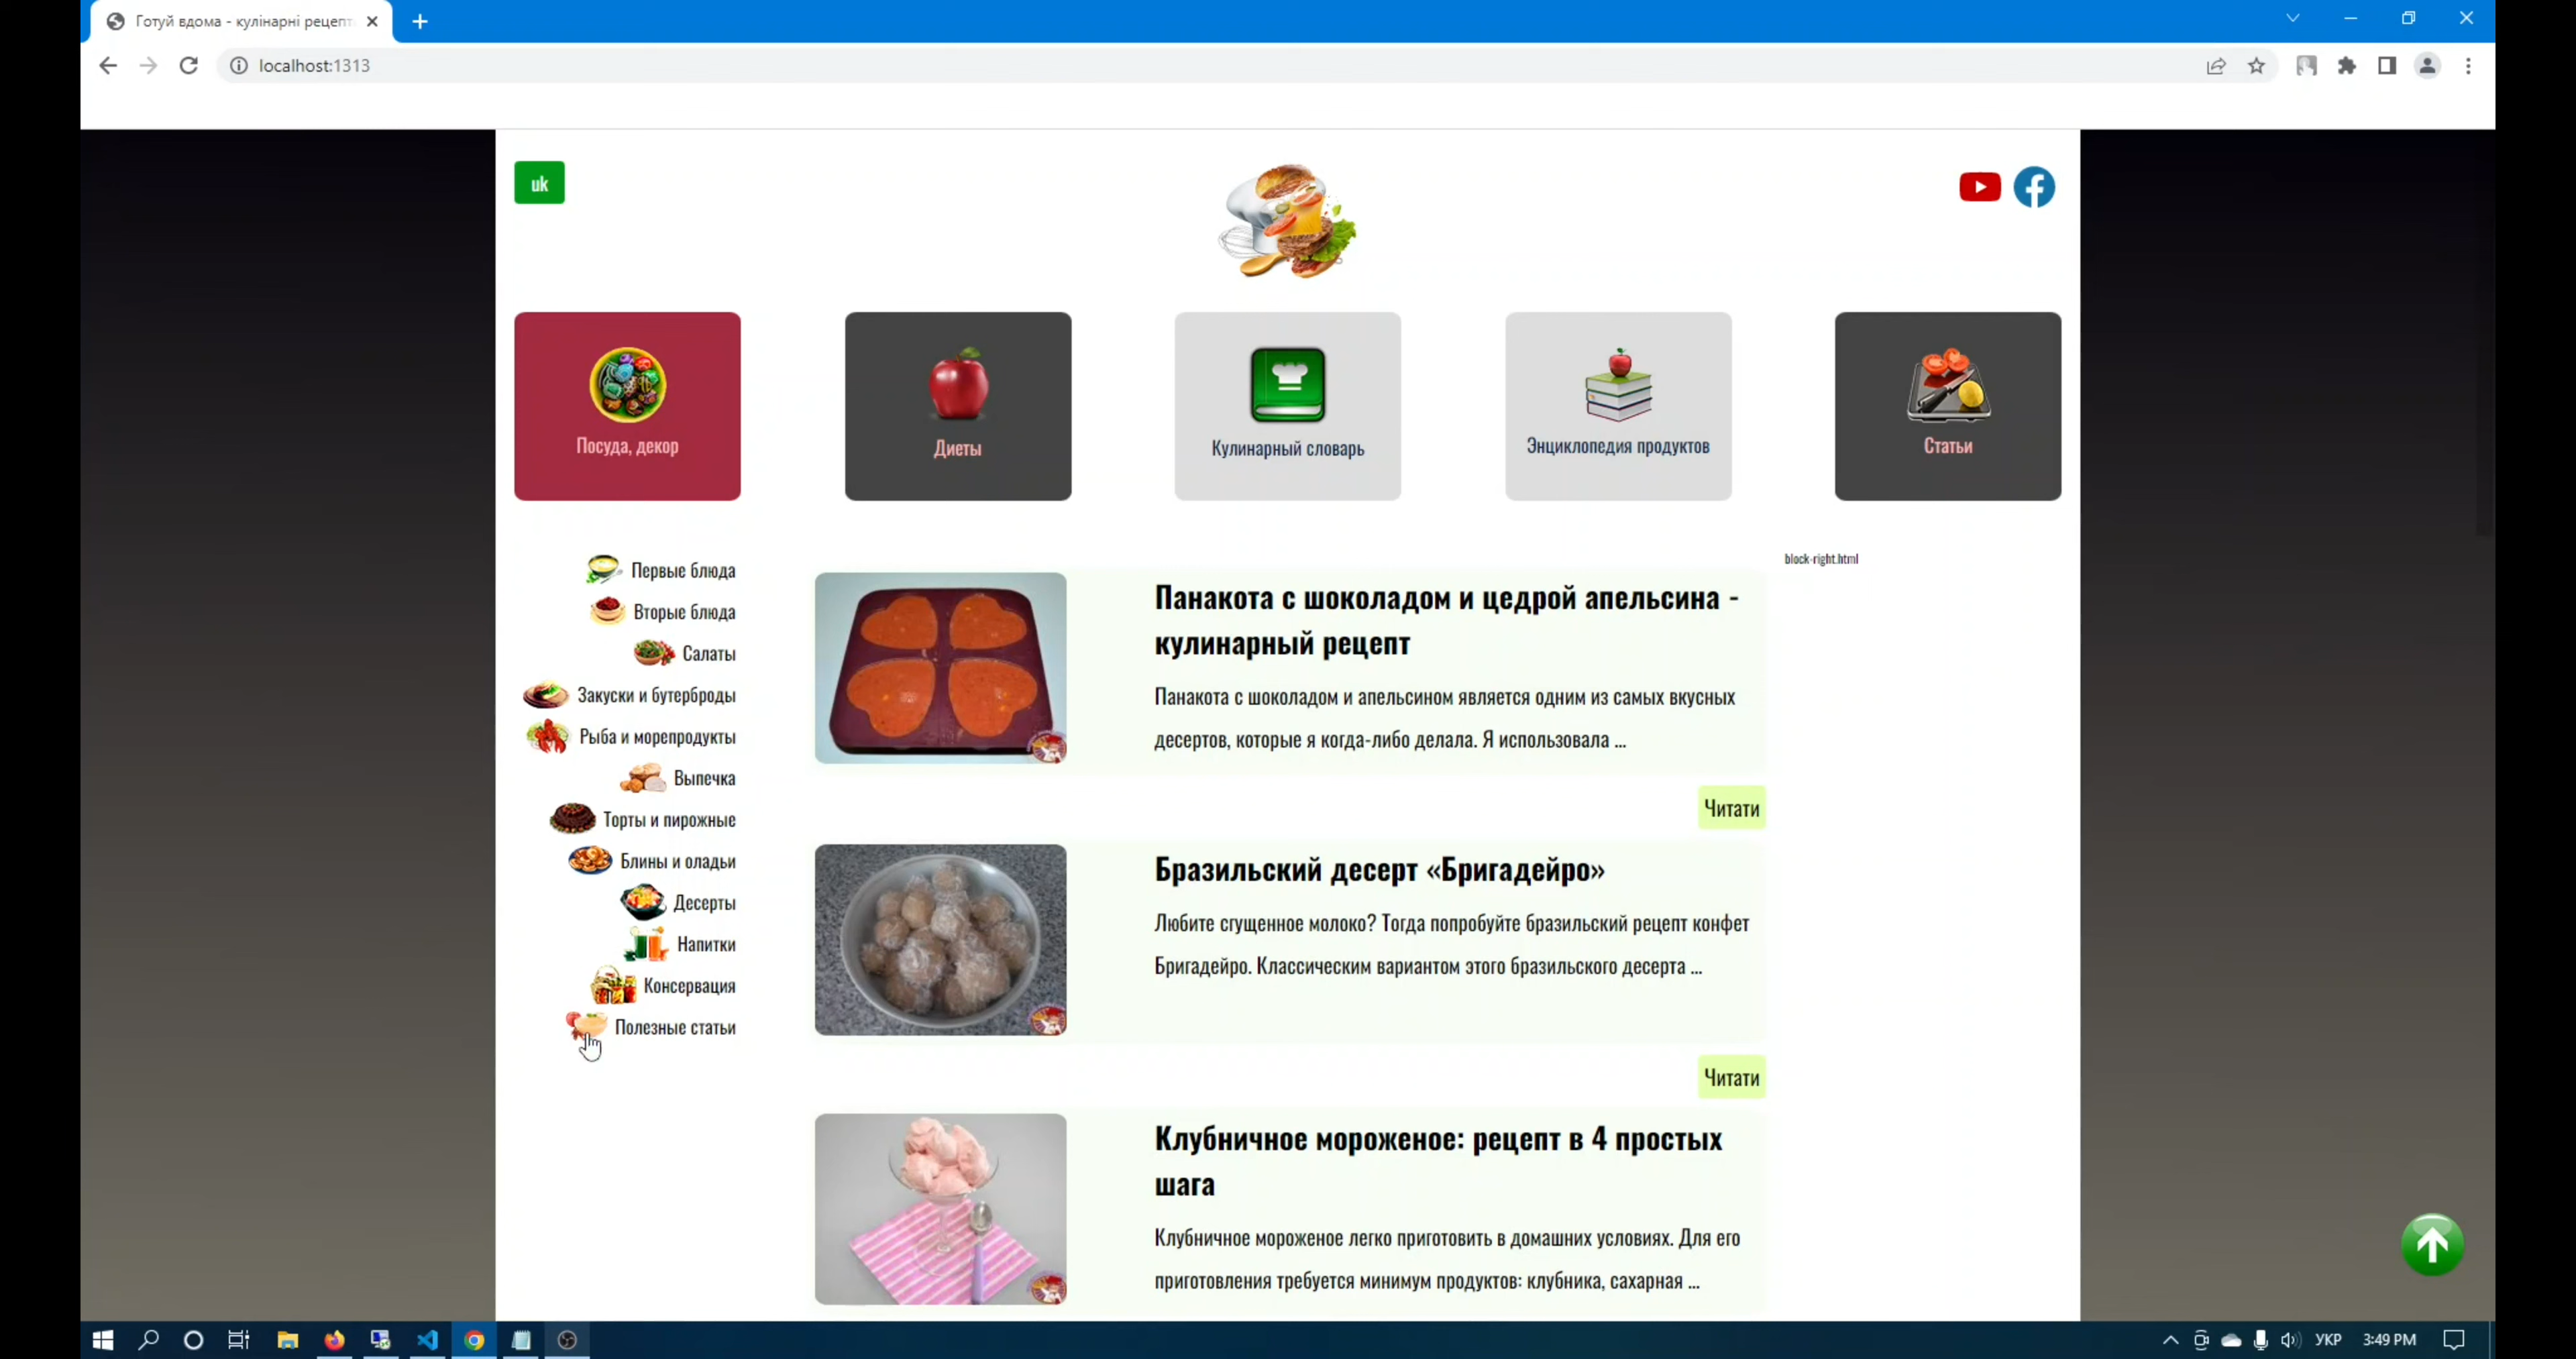 Готуй вдома - кулінарні рецепт
localhost:1313
uk
Посуда, декор
Диеты
Кулинарный словарь
Энциклопедия продуктов
Статьи
Первые блюда
Вторые блюда
Салаты
Закуски и бутерброды
Рыба и морепродукты
Выпечка
Торты и пирожные
Блины и оладьи
Десерты
Напитки
Консервация
Полезные статьи
Панакота с шоколадом и цедрой апельсина -
кулинарный рецепт
Панакота с шоколадом и апельсином является одним из самых вкусных
десертов, которые я когда-либо делала. Я использовала ...
Читати
Бразильский десерт «Бригадейро»
Любите сгущенное молоко? Тогда попробуйте бразильский рецепт конфет
Бригадейро. Классическим вариантом этого бразильского десерта ...
Читати
Клубничное мороженое: рецепт в 4 простых
шага
Клубничное мороженое легко приготовить в домашних условиях. Для его
приготовления требуется минимум продуктов: клубника, сахарная ...
block-right.html
УКР
3:49 PM